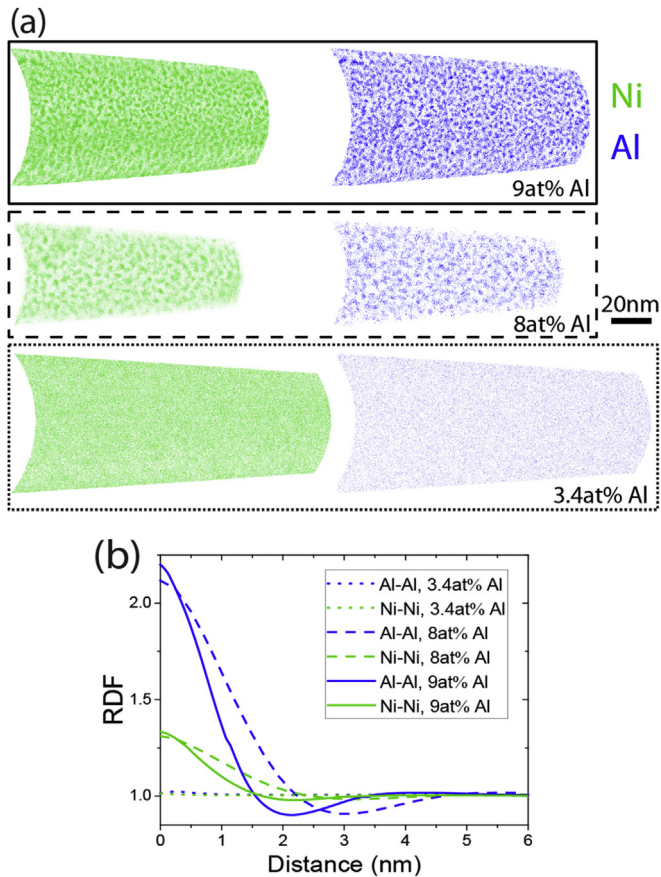 (a)
Ni
Al
9at% Al
20nm
8at% Al
3.4at% Al
(b)
Al-Al, 3.4at% Al
Ni-Ni, 3.4at% Al
Al-Al, 8at% Al
Ni-Ni, 8at% Al
Al-Al, 9at% Al
Ni-Ni, 9at% Al
2.0
1.5
1.0
RDF
0 1 2 3 4 5 6
Distance (nm)